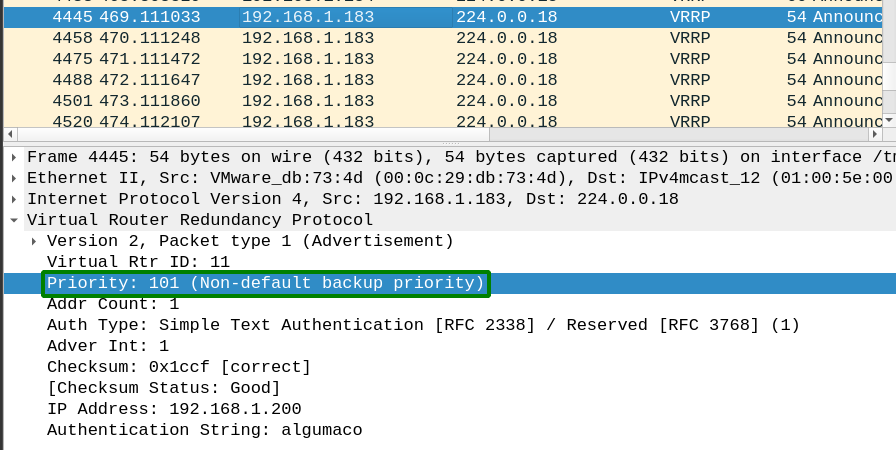 4445 469.111033 192.168.1.183 224.0.0.18 VRRP 54 Announc
4458 470.111248 192.168.1.183 224.0.0.18 VRRP 54 Announc
4475 471.111472 192.168.1.183 224.0.0.18 VRRP 54 Announc
4488 472.111647 192.168.1.183 224.0.0.18 VRRP 54 Announc
4501 473.111860 192.168.1.183 224.0.0.18 VRRP 54 Announc
4520 474.112107 192.168.1.183 224.0.0.18 VRRP 54 Announc
Frame 4445: 54 bytes on wire (432 bits), 54 bytes captured (432 bits) on interface /tm
Ethernet II, Src: VMware_db:73:4d (00:0c:29:db:73:4d), Dst: IPv4mcast_12 (01:00:5e:00
Internet Protocol Version 4, Src: 192.168.1.183, Dst: 224.0.0.18
Virtual Router Redundancy Protocol
Version 2, Packet type 1 (Advertisement)
Virtual Rtr ID: 11
Priority: 101 (Non-default backup priority)
Addr Count: 1
Auth Type: Simple Text Authentication [RFC 2338] / Reserved [RFC 3768] (1)
Adver Int: 1
Checksum: 0x1ccf [correct]
[Checksum Status: Good]
IP Address: 192.168.1.200
Authentication String: algumaco